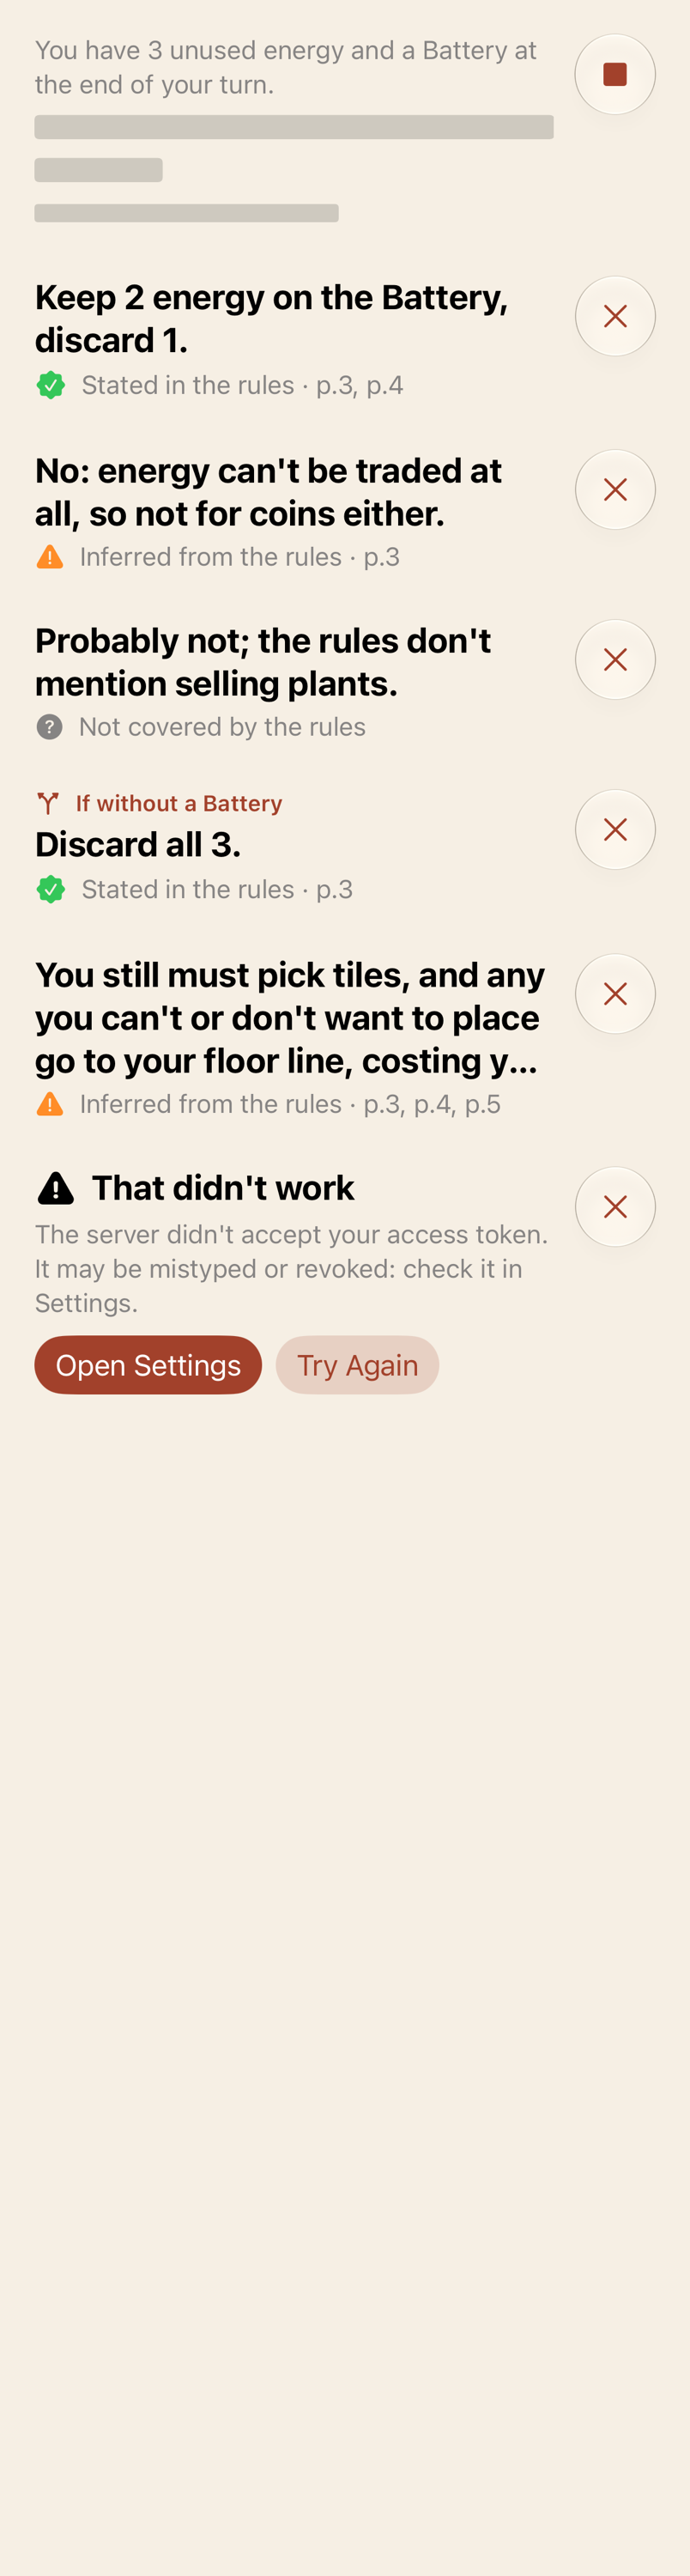 You have 3 unused energy and a Battery at
the end of your turn.
Keep 2 energy on the Battery,
discard 1.
Stated in the rules · p.3, p.4
No: energy can't be traded at
all, so not for coins either.
Inferred from the rules · p.3
Probably not; the rules don't
mention selling plants.
Not covered by the rules
If without a Battery
Discard all 3.
Stated in the rules · p.3
You still must pick tiles, and any
you can't or don't want to place
go to your floor line, costing y...
Inferred from the rules · p.3, p.4, p.5
That didn't work
The server didn't accept your access token.
It may be mistyped or revoked: check it in
Settings.
Open Settings
Try Again